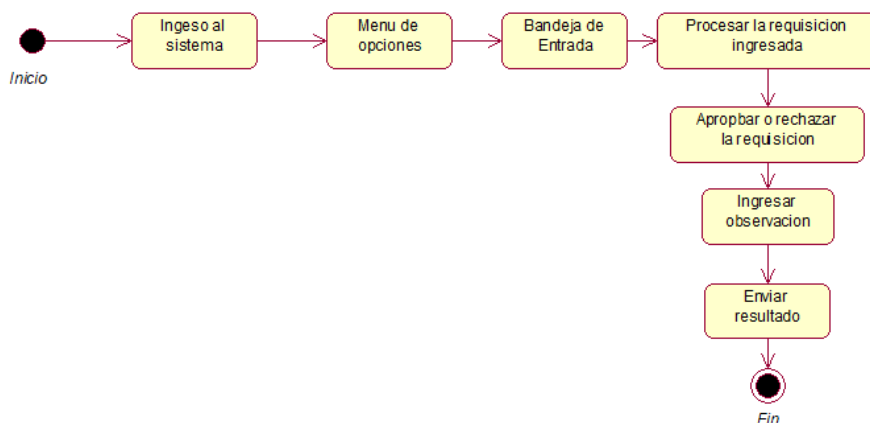 Ingeso al
sistema
Menu de
opciones
Bandeja de
Entrada
Procesar la requisicion
ingresada
Inicio
Apropbar o rechazar
la requisicion
Ingresar
observacion
Enviar
resultado
Fin